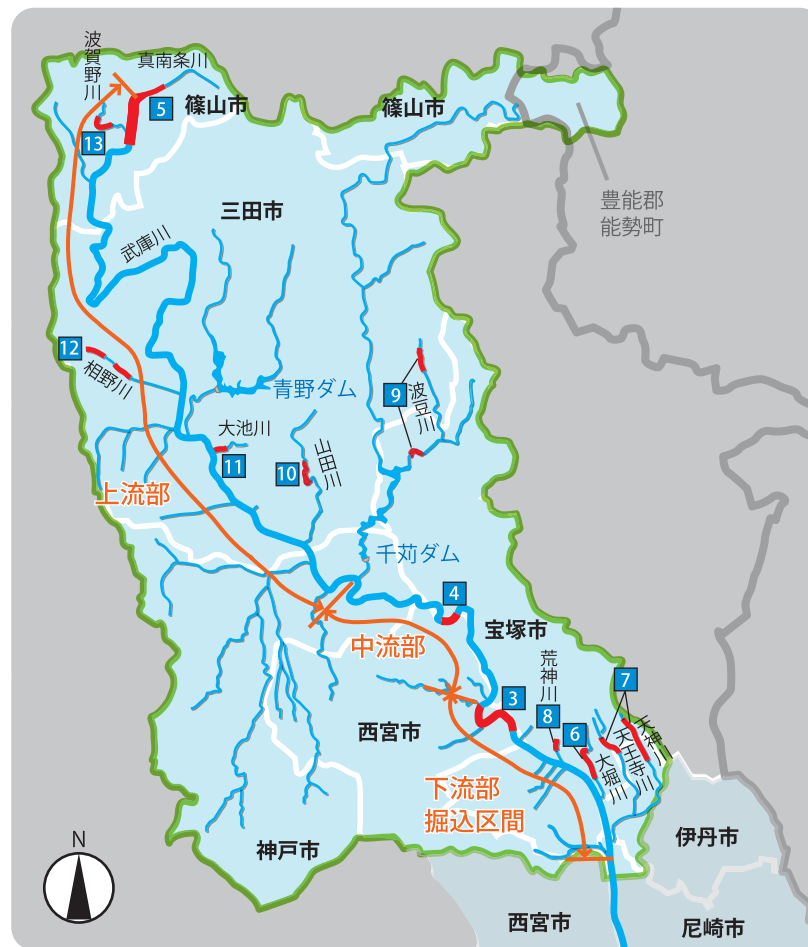 波賀野川
真南条川
5
篠山市
篠山市
13
豊能郡
能勢町
三田市
武庫川
12
相野川
青野ダム
9
波豆川
大池川
11
10
山田川
上流部
千苅ダム
4
宝塚市
中流部
荒神川
7
3
8
6
西宮市
大堀川
天王寺川
天神川
下流部
掘込区間
伊丹市
N
神戸市
西宮市
尼崎市